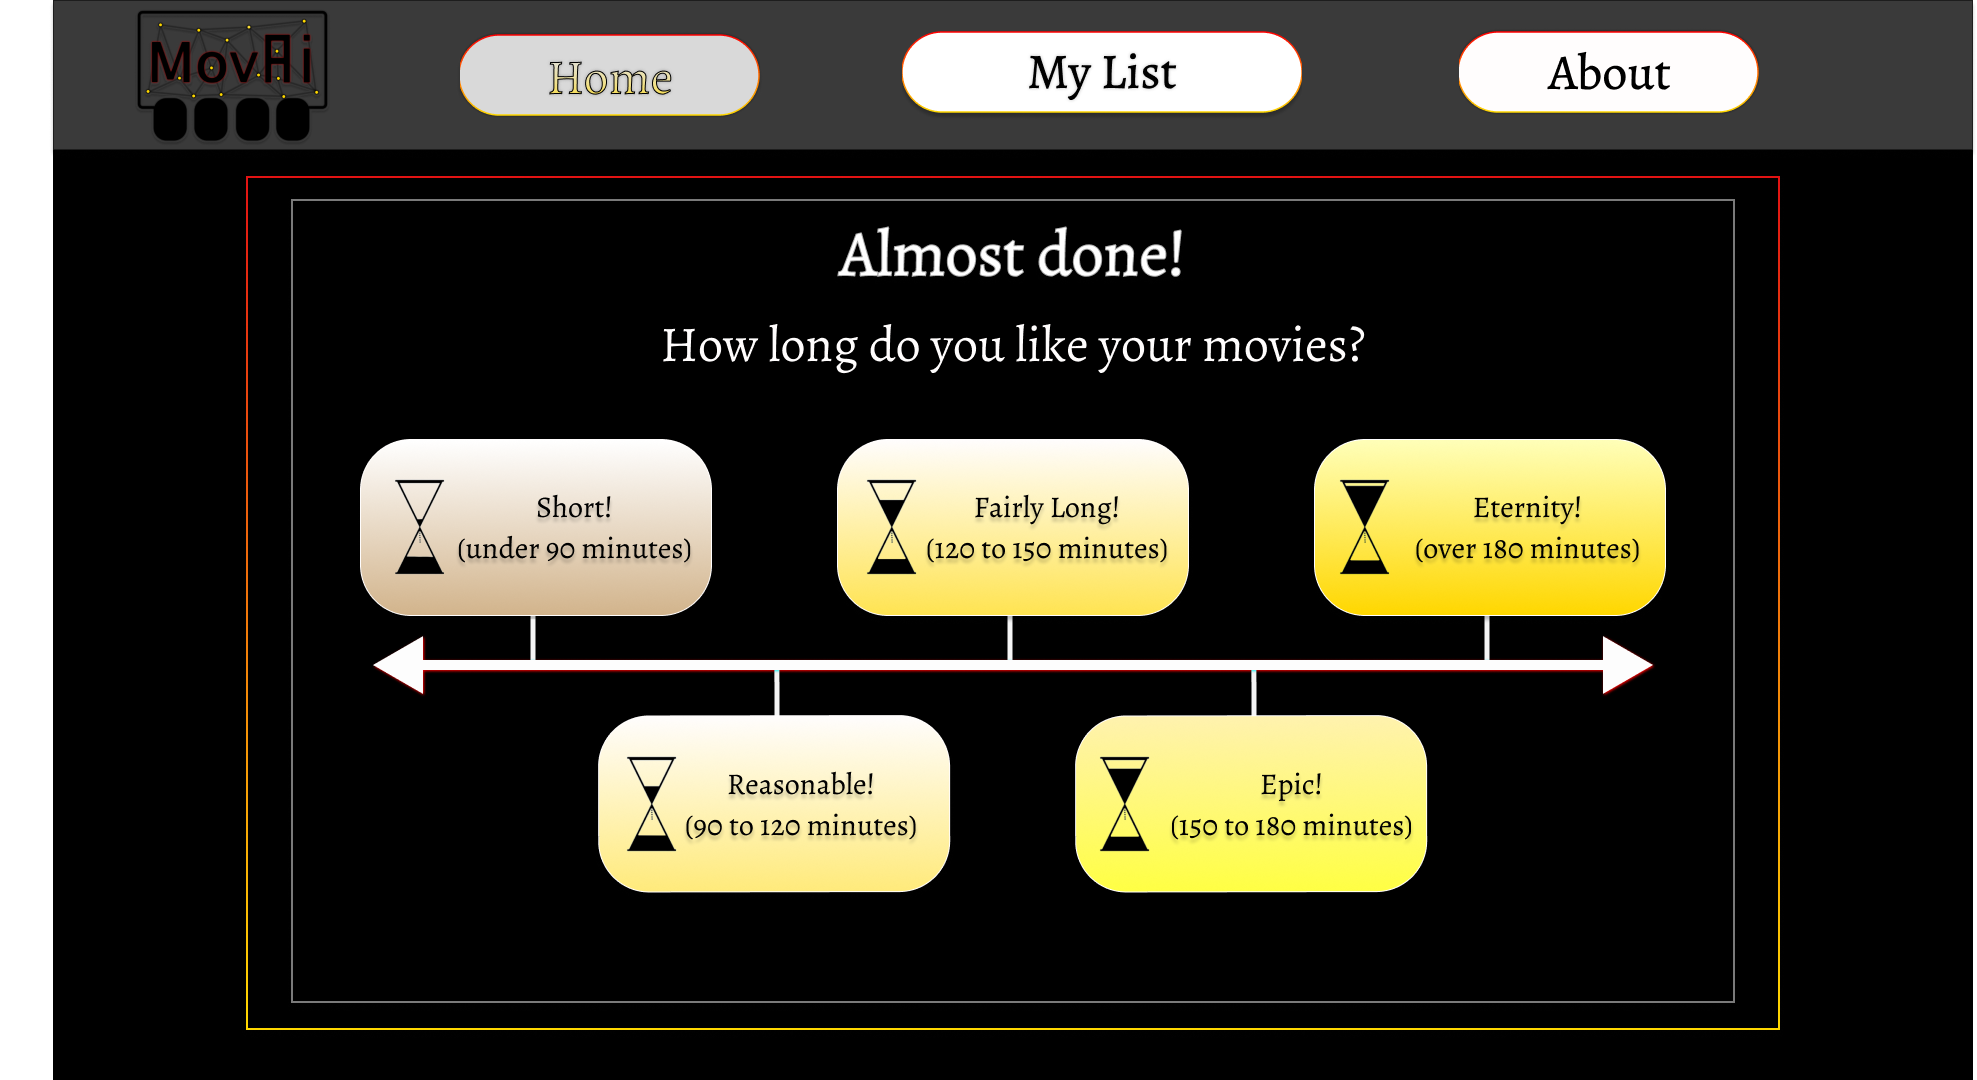 MovAi
Home
My List
About
Almost done!
How long do you like your movies?
Short!
(under 90 minutes)
Fairly Long!
(120 to 150 minutes)
Eternity!
(over 180 minutes)
Reasonable!
(90 to 120 minutes)
Epic!
(150 to 180 minutes)